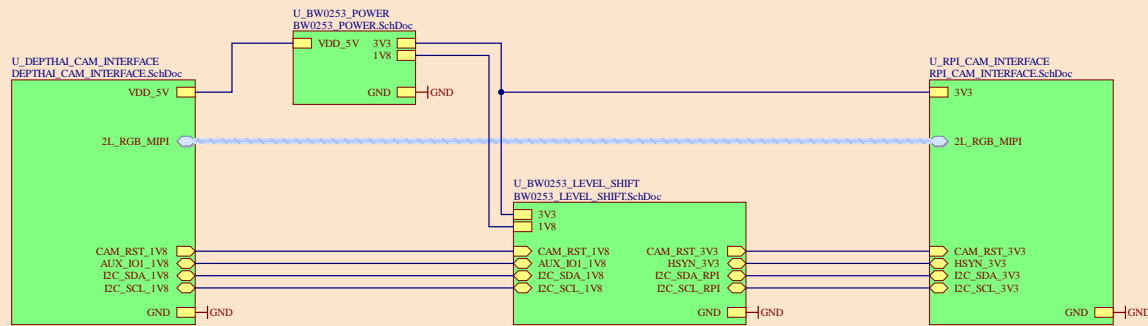 U_BW0253_POWER
BW0253_POWER.SchDoc
VDD_5V
3V3
1V8
GND
GND
U_DEPTHAI_CAM_INTERFACE
DEPTHAI_CAM_INTERFACE.SchDoc
VDD_5V
2L_RGB_MIPI
CAM_RST_1V8
AUX_IO1_1V8
I2C_SDA_1V8
I2C_SCL_1V8
GND
GND
U_BW0253_LEVEL_SHIFT
BW0253_LEVEL_SHIFT.SchDoc
3V3
1V8
CAM_RST_1V8
AUX_IO1_1V8
I2C_SDA_1V8
I2C_SCL_1V8
CAM_RST_3V3
HSYN_3V3
I2C_SDA_RPI
I2C_SCL_RPI
GND
GND
U_RPI_CAM_INTERFACE
RPI_CAM_INTERFACE.SchDoc
3V3
2L_RGB_MIPI
CAM_RST_3V3
HSYN_3V3
I2C_SDA_3V3
I2C_SCL_3V3
GND
GND